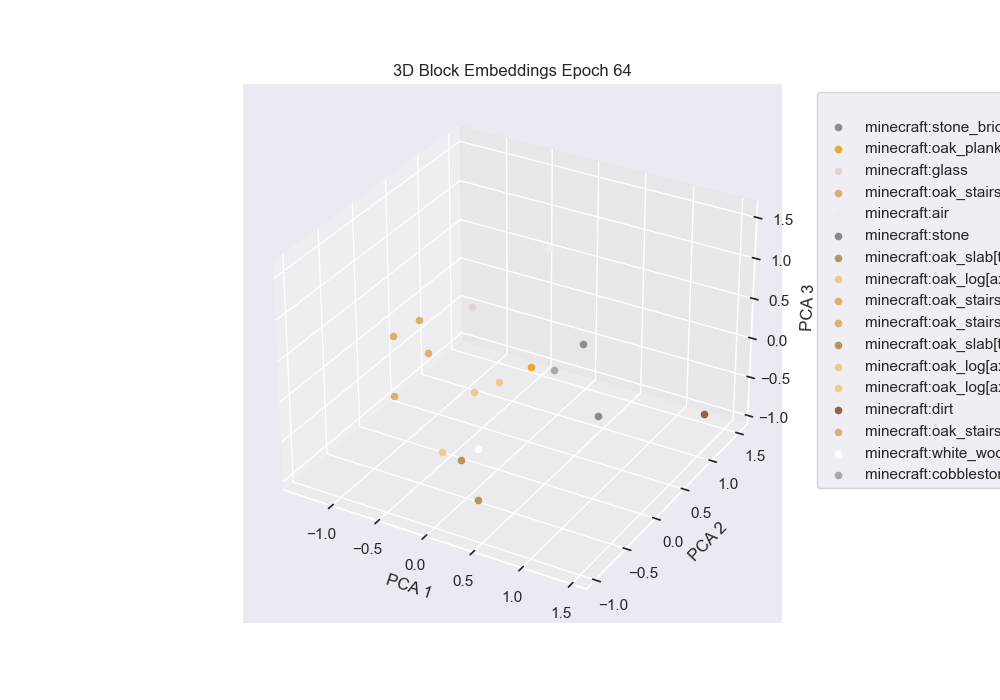 3D Block Embeddings Epoch 64
minecraft:stone_bric
minecraft:oak_plank
minecraft:glass
minecraft:oak_stairs
minecraft:air
minecraft:stone
minecraft:oak_slab[t
minecraft:oak_log[ax
minecraft:oak_stairs
minecraft:oak_stairs
minecraft:oak_slab[t
minecraft:oak_log[ax
minecraft:oak_log[ax
minecraft:dirt
minecraft:oak_stairs
minecraft:white_woo
minecraft:cobbleston
1.5
1.0
0.5
0.0
−0.5
−1.0
PCA 3
1.5
1.0
0.5
0.0
−0.5
−1.0
PCA 2
−1.0
−0.5
0.0
0.5
1.0
1.5
PCA 1